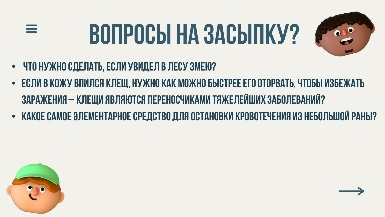 ВОПРОСЫ НА ЗАСЫПКУ?
• ЧТО НУЖНО СДЕЛАТЬ, ЕСЛИ УВИДЕЛ В ЛЕСУ ЗМЕЮ?
• ЕСЛИ В КОЖУ ВПИЛСЯ КЛЕЩ, НУЖНО КАК МОЖНО БЫСТРЕЕ ЕГО ОТОРВАТЬ, ЧТОБЫ ИЗБЕЖАТЬ
ЗАРАЖЕНИЯ – КЛЕЩИ ЯВЛЯЮТСЯ ПЕРЕНОСЧИКАМИ ТЯЖЕЛЕЙШИХ ЗАБОЛЕВАНИЙ?
• КАКОЕ САМОЕ ЭЛЕМЕНТАРНОЕ СРЕДСТВО ДЛЯ ОСТАНОВКИ КРОВОТЕЧЕНИЯ ИЗ НЕБОЛЬШОЙ РАНЫ?